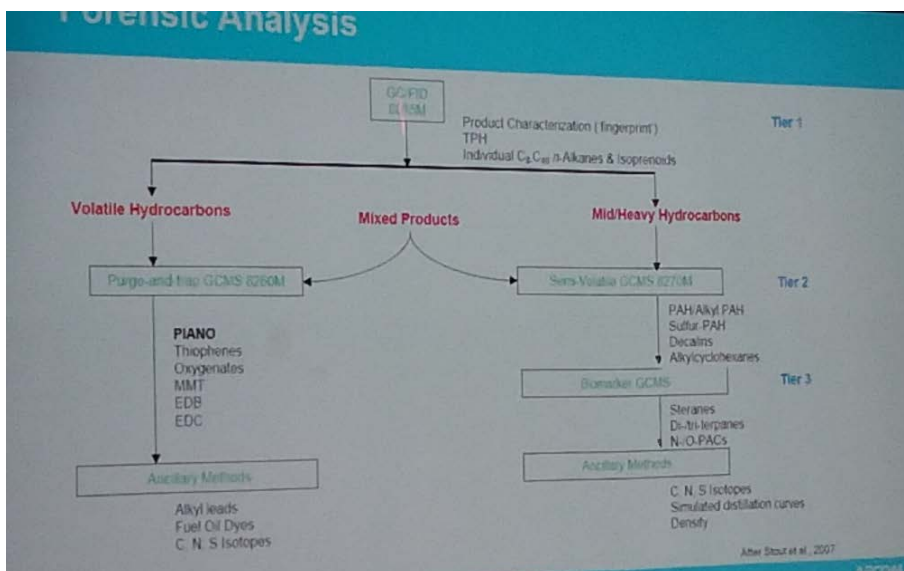 Forensic Analysis
GC/FID
8015M
Tier 1
Product Characterization ('fingerprint')
TPH
Individual C8C40 n-Alkanes & Isoprenoids
Volatile Hydrocarbons
Mixed Products
Mid/Heavy Hydrocarbons
Purge-and-trap GCMS 8260M
Semi-Volatile GCMS 8270M
Tier 2
PIANO
Thiophenes
Oxygenates
MMT
EDB
EDC
PAH/Alkyl PAH
Sulfur-PAH
Decalins
Alkylcyclohexanes
Biomarker GCMS
Tier 3
Steranes
Di-/tri-terpanes
N-/O-PACs
Ancillary Methods
Alkyl leads
Fuel Oil Dyes
C, N, S Isotopes
Ancillary Methods
C, N, S Isotopes
Simulated distillation curves
Density
After Stout et al., 2007
AECOM